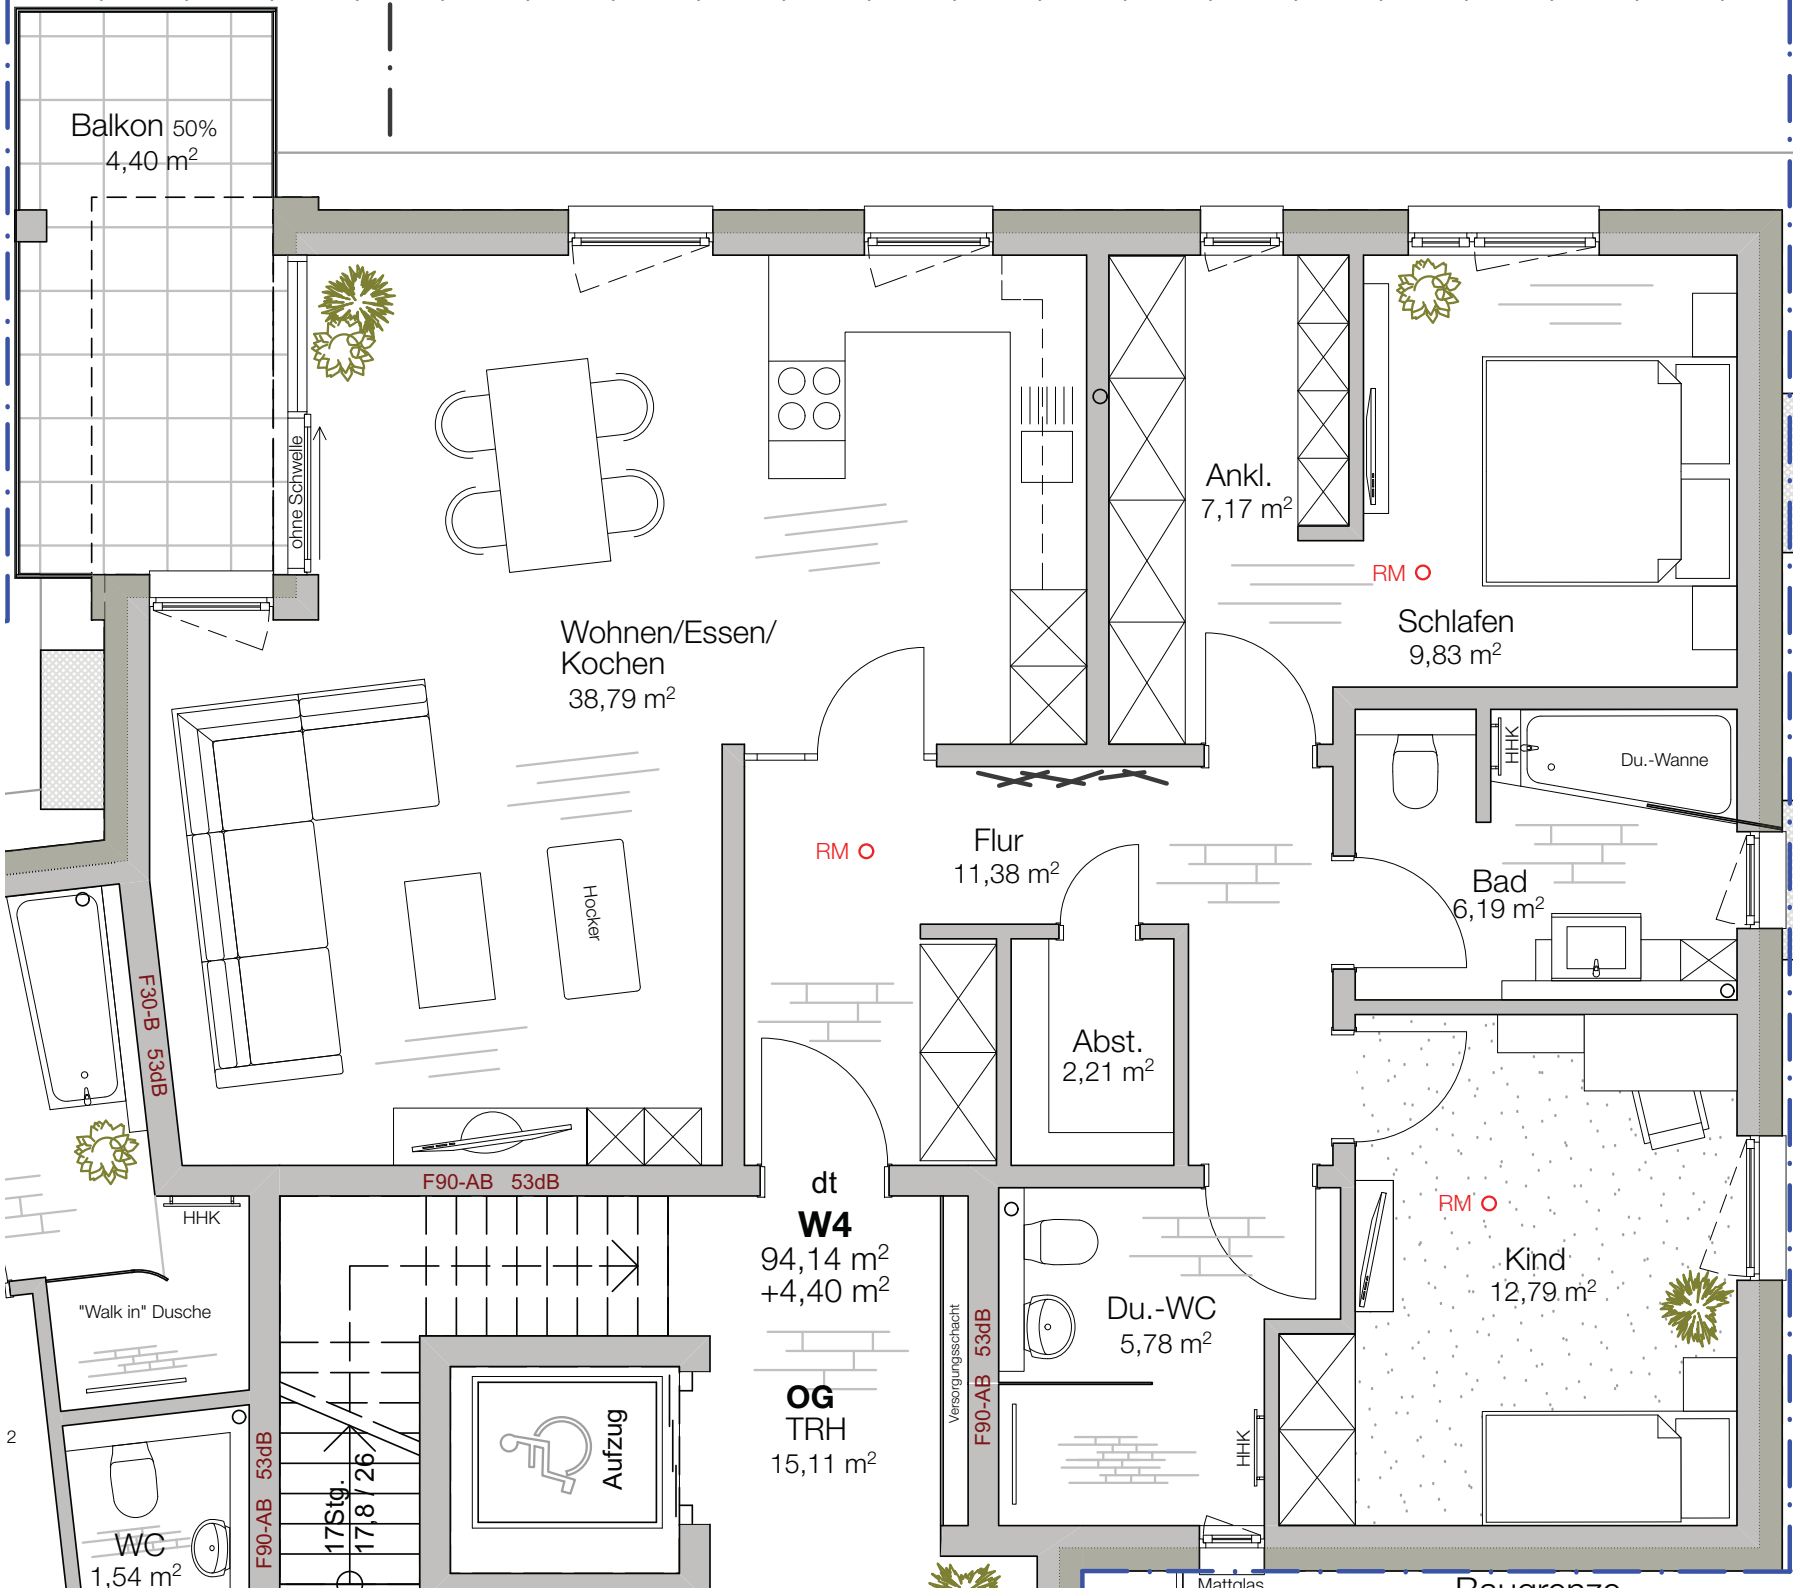 Balkon 50%
4,40 m²
ohne Schwelle
Wohnen/Essen/
Kochen
38,79 m²
Ankl.
7,17 m²
RM
Schlafen
9,83 m²
HHK
Du.-Wanne
RM
Flur
11,38 m²
Bad
6,19 m²
Hocker
F30-B 53dB
Abst.
2,21 m²
F90-AB 53dB
HHK
dt
W4
94,14 m²
+4,40 m²
RM
Kind
12,79 m²
"Walk in" Dusche
Du.-WC
5,78 m²
Versorgungsschacht
F90-AB 53dB
OG
TRH
15,11 m²
Aufzug
HHK
2
F90-AB 53dB
17Stg.
17,8 / 26
WC
1,54 m²
Mattglas
Baugrenze